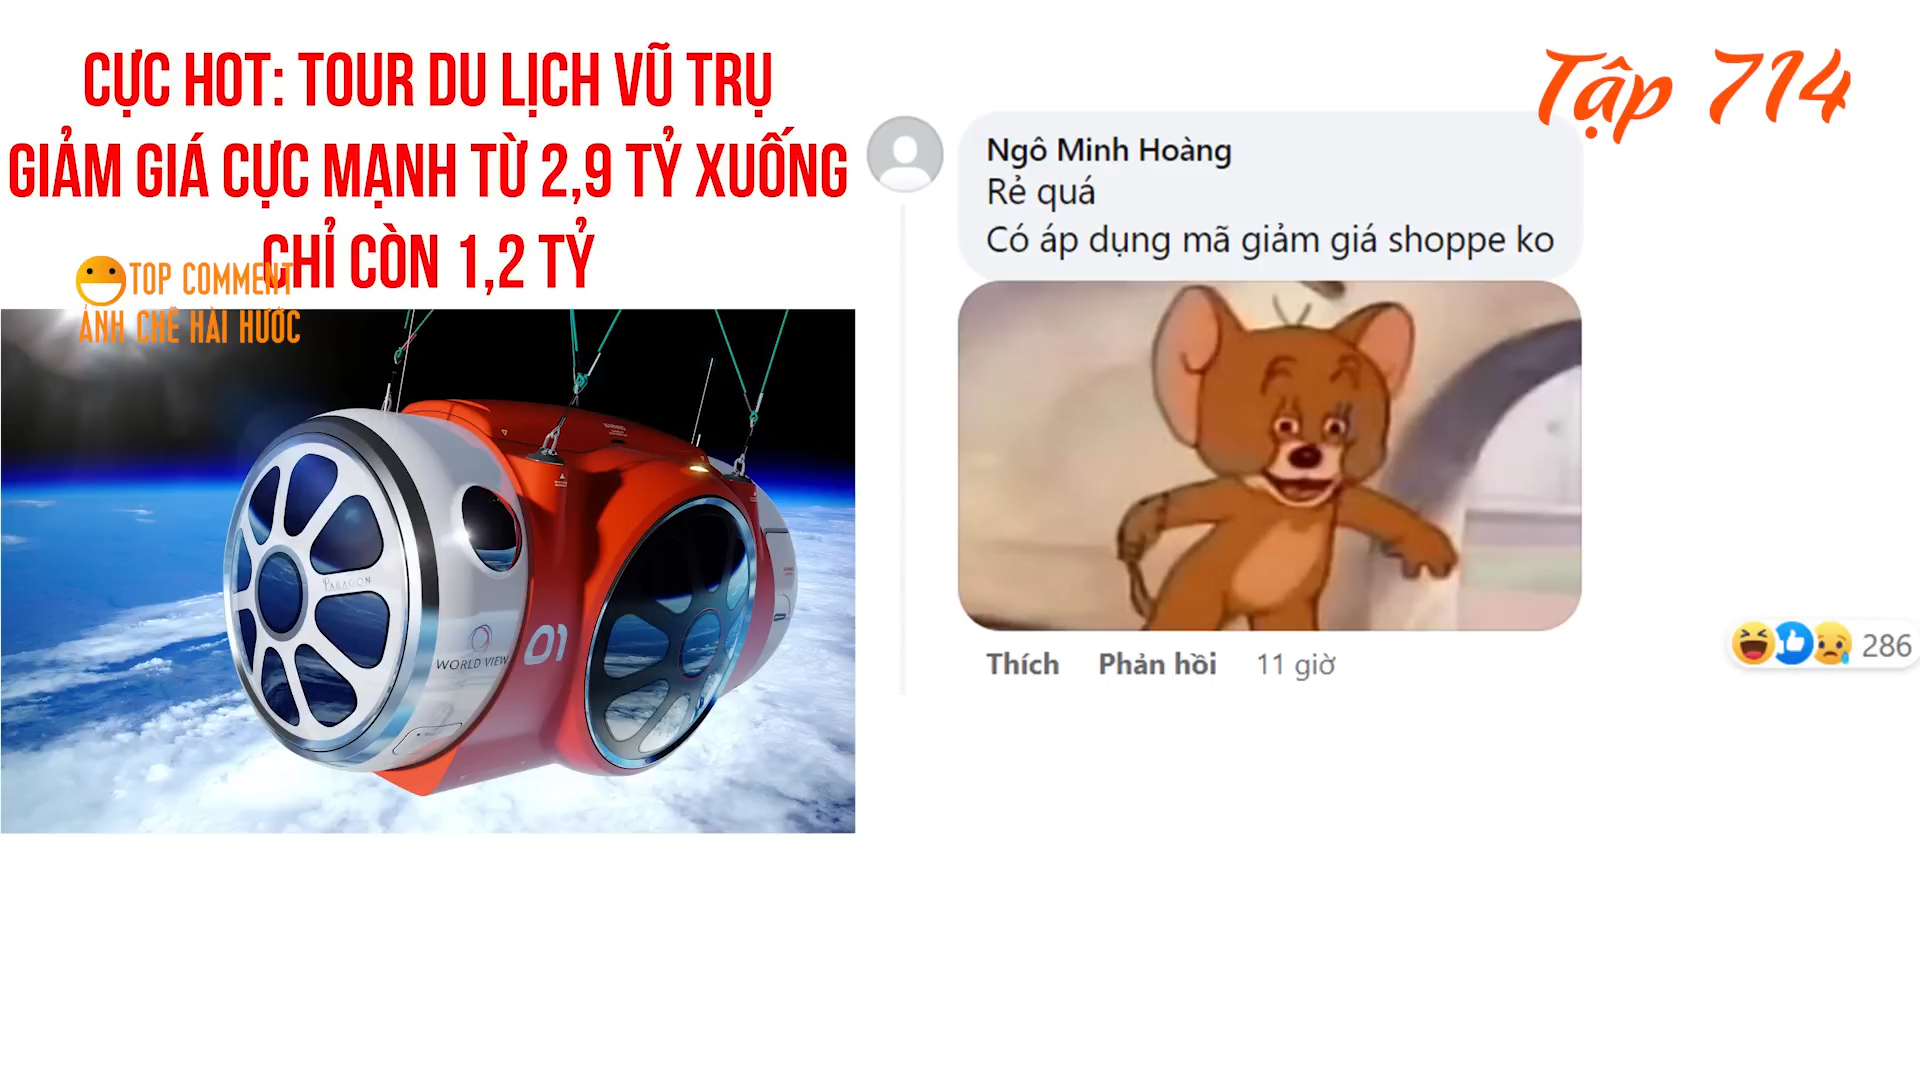 CỰC HOT: TOUR DU LỊCH VŨ TRỤ
GIẢM GIÁ CỰC MẠNH TỪ 2,9 TỶ XUỐNG
CHỈ CÒN 1,2 TỶ
TOP COMMENT
ẢNH CHẾ HÀI HƯỚC
PARAGON
WORLD VIEW
01
Tập 714
Ngô Minh Hoàng
Rẻ quá
Có áp dụng mã giảm giá shoppe ko
Thích Phản hồi 11 giờ
286